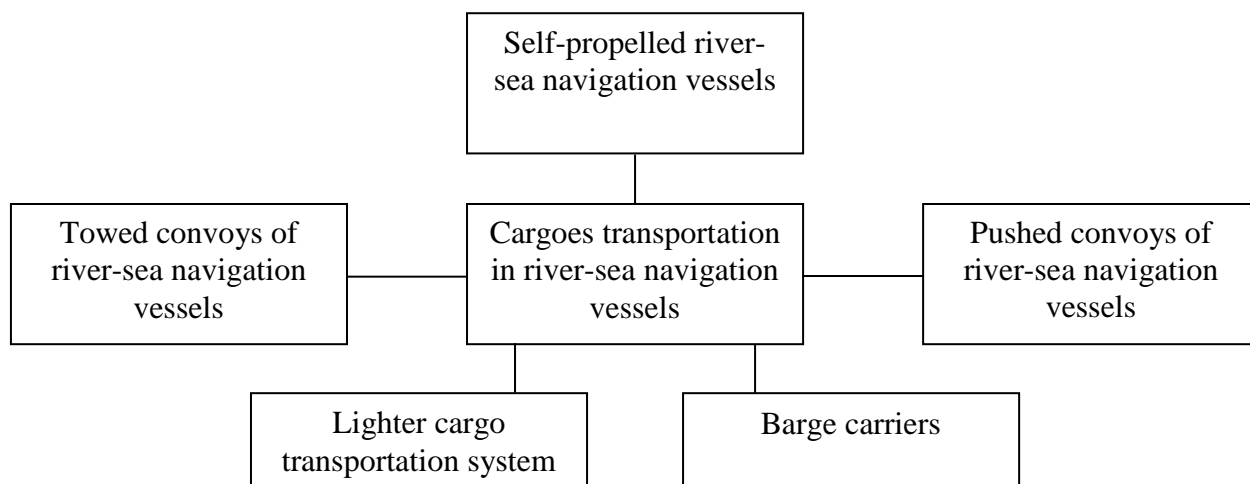 Self-propelled river-
sea navigation vessels
Towed convoys of
river-sea navigation
vessels
Cargoes transportation
in river-sea navigation
vessels
Pushed convoys of
river-sea navigation
vessels
Lighter cargo
transportation system
Barge carriers